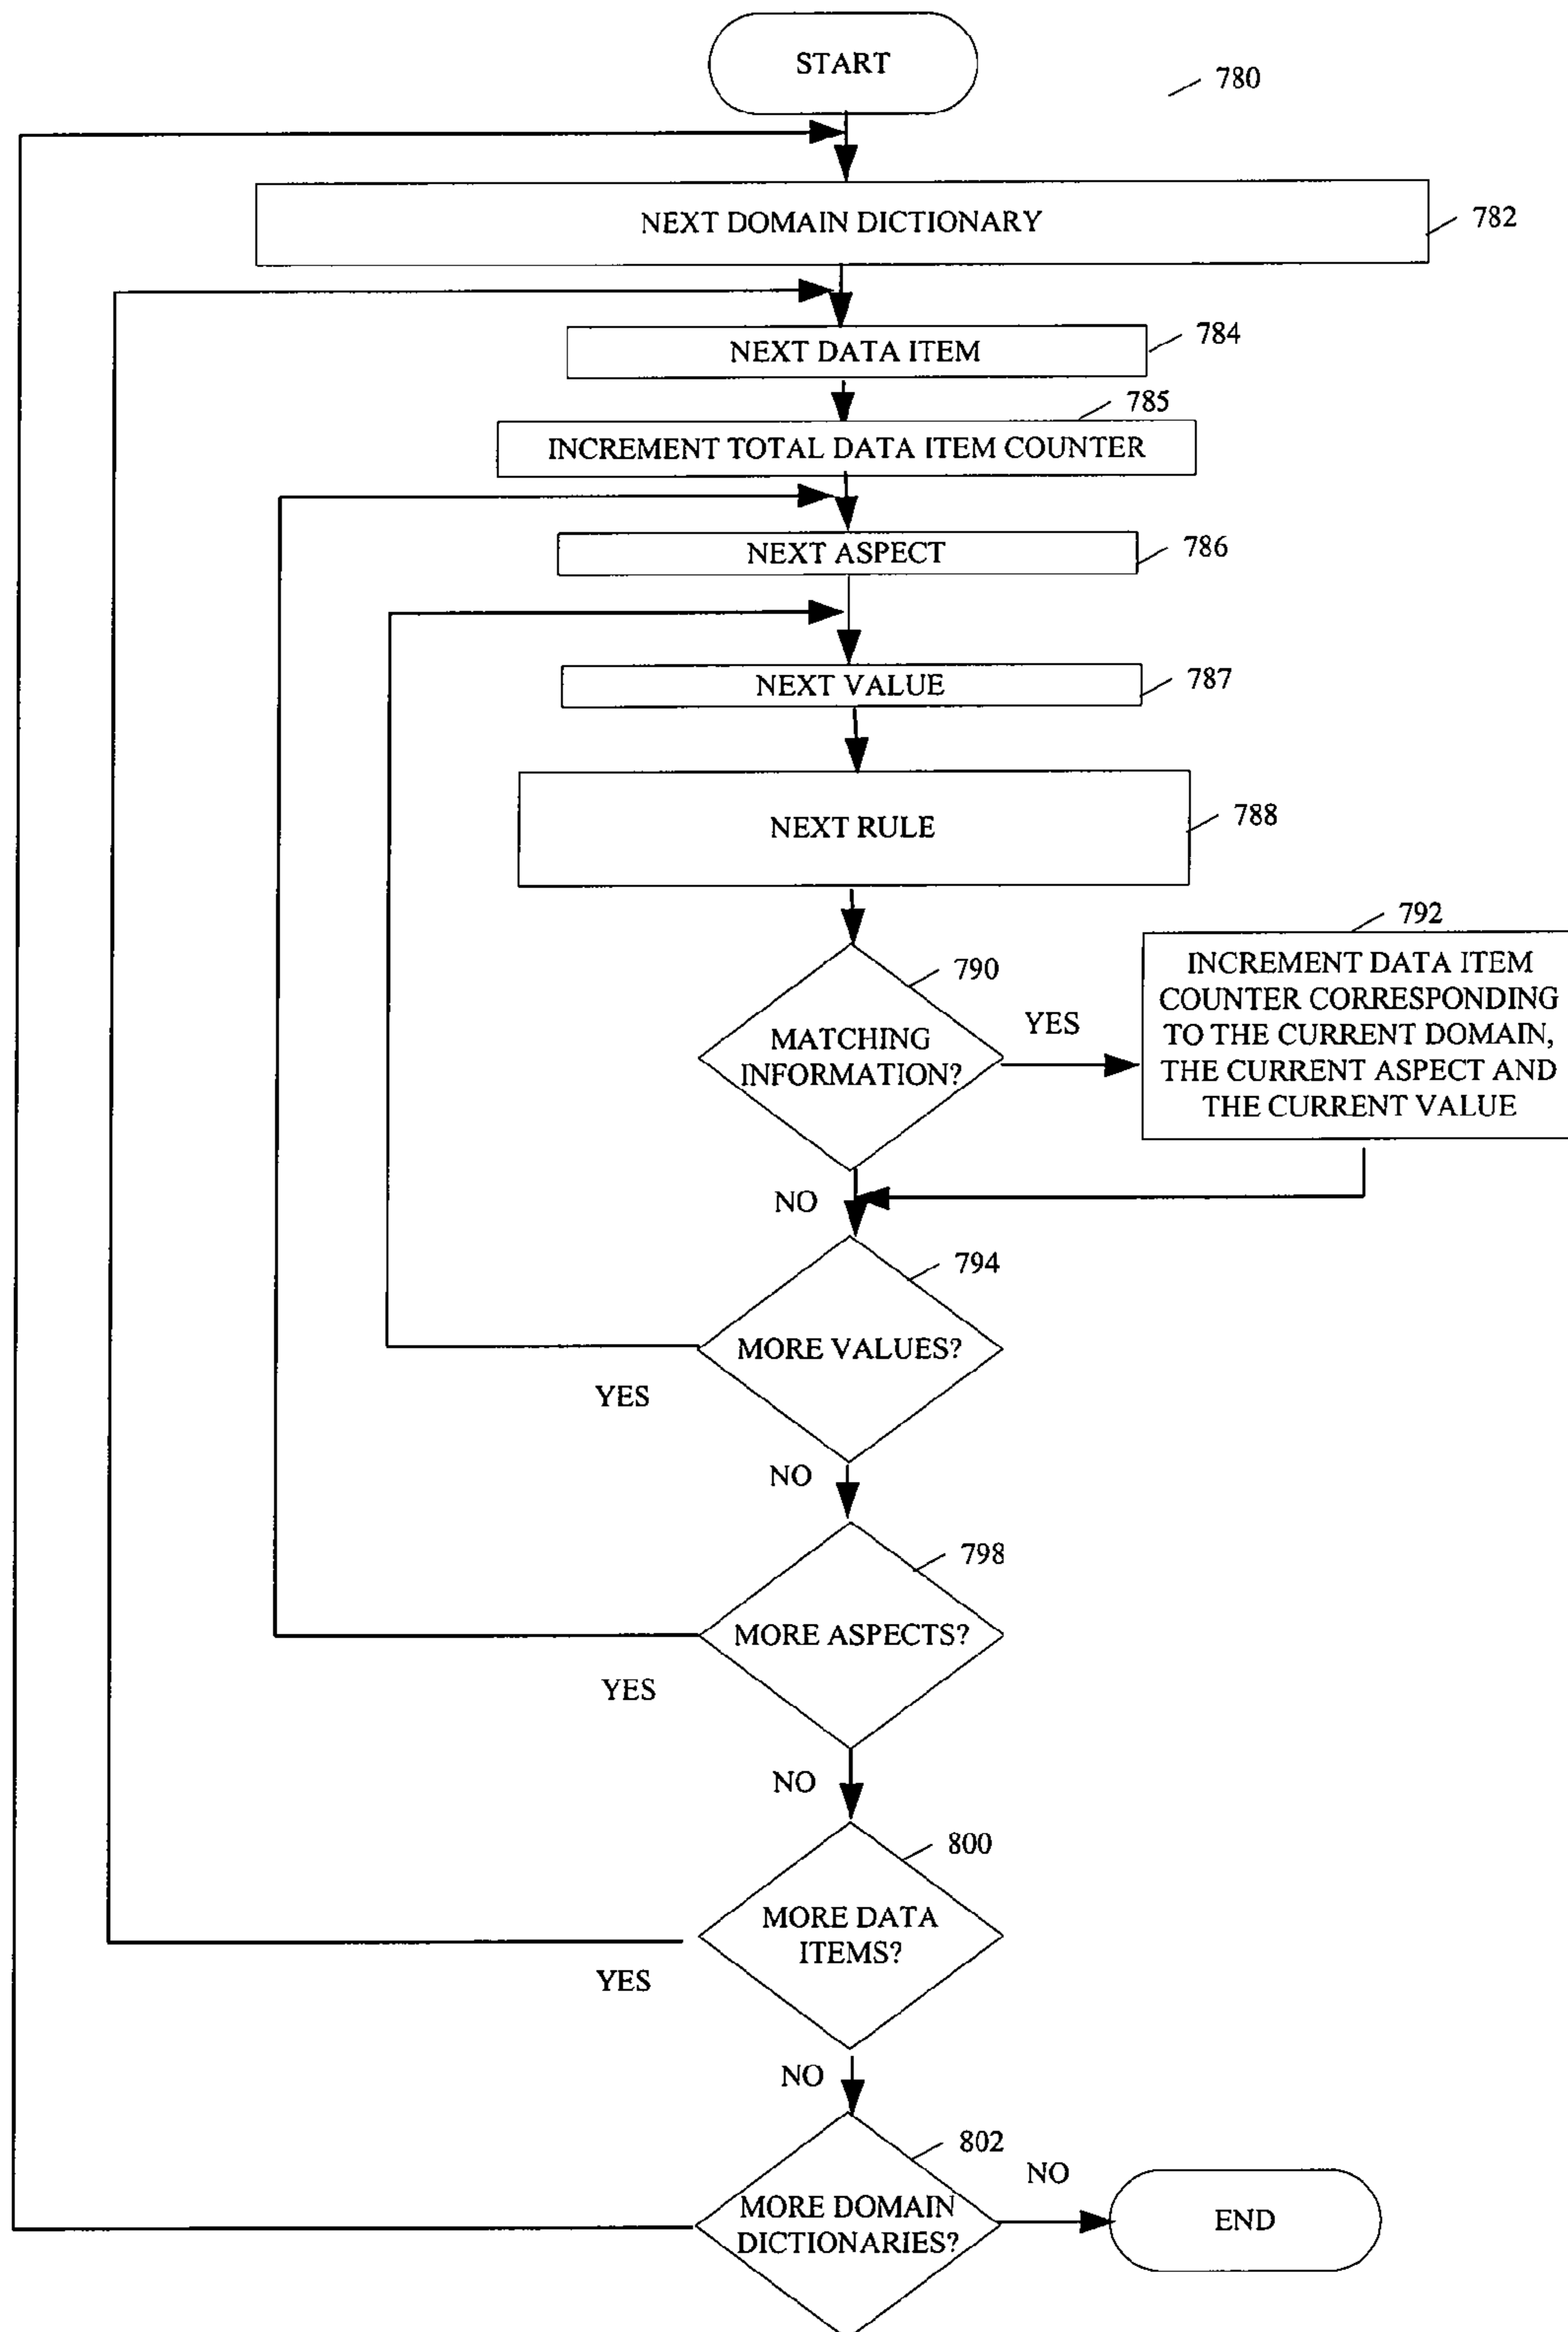 START
780
NEXT DOMAIN DICTIONARY
782
NEXT DATA ITEM
784
785
INCREMENT TOTAL DATA ITEM COUNTER
NEXT ASPECT
786
NEXT VALUE
787
NEXT RULE
788
790
MATCHING
INFORMATION?
YES
792
INCREMENT DATA ITEM
COUNTER CORRESPONDING
TO THE CURRENT DOMAIN,
THE CURRENT ASPECT AND
THE CURRENT VALUE
NO
794
MORE VALUES?
YES
NO
798
MORE ASPECTS?
YES
NO
800
MORE DATA
ITEMS?
YES
NO
802
MORE DOMAIN
DICTIONARIES?
NO
END